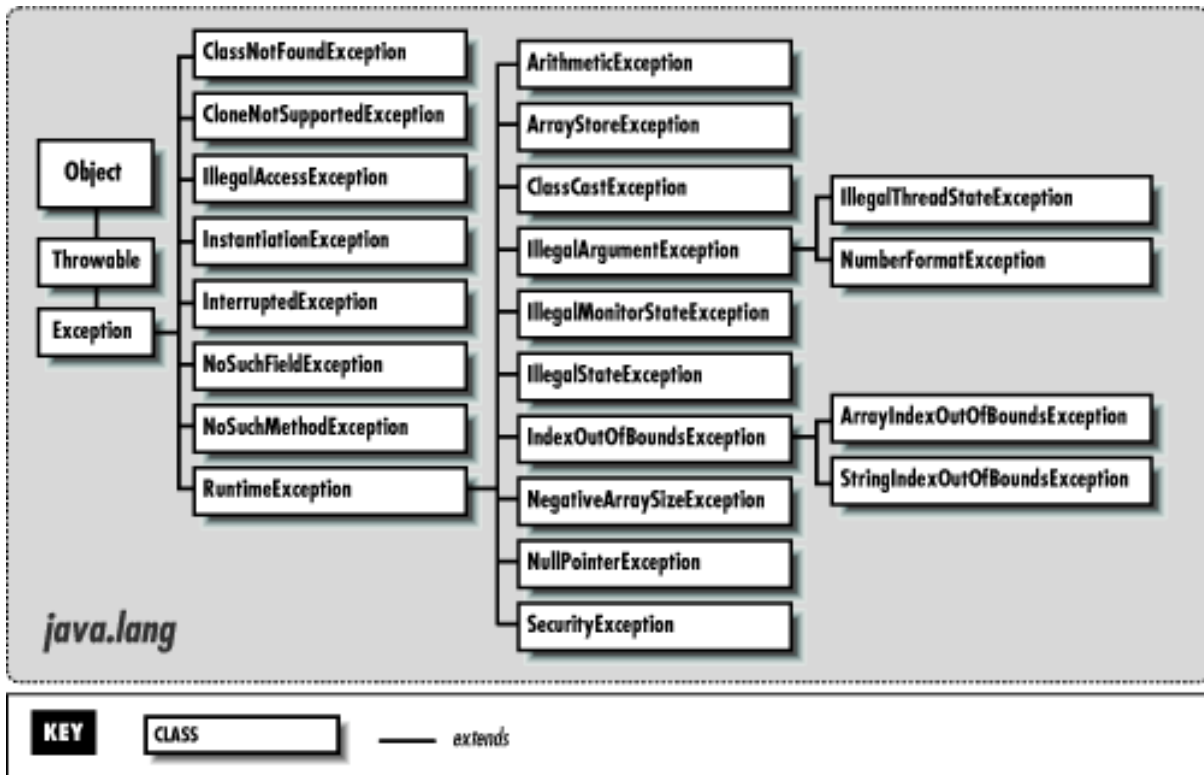 Object
Throwable
Exception
ClassNotFoundException
CloneNotSupportedException
IllegalAccessException
InstantiationException
InterruptedException
NoSuchFieldException
NoSuchMethodException
RuntimeException
ArithmeticException
ArrayStoreException
ClassCastException
IllegalArgumentException
IllegalMonitorStateException
IllegalStateException
IndexOutOfBoundsException
NegativeArraySizeException
NullPointerException
SecurityException
IllegalThreadStateException
NumberFormatException
ArrayIndexOutOfBoundsException
StringIndexOutOfBoundsException
java.lang
KEY
CLASS
extends